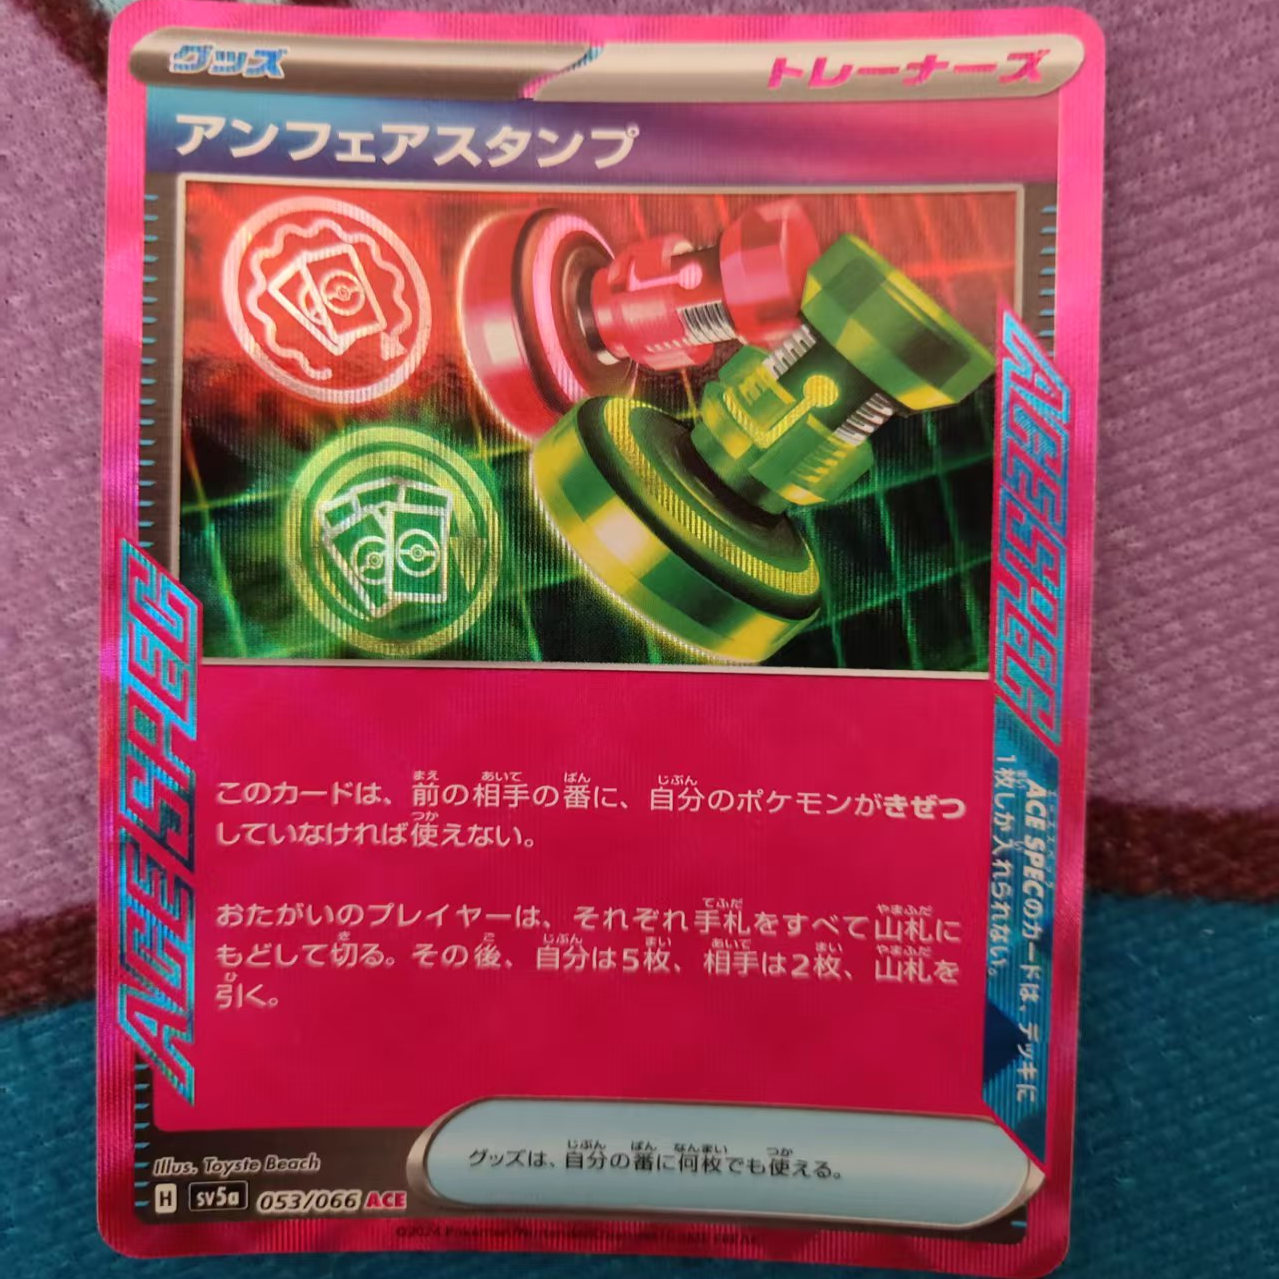 グッズ
トレーナーズ
アンフェアスタンプ
ACE SPEC
ACE SPEC
このカードは、前の相手の番に、自分のポケモンがきぜつ
していなければ使えない。
おたがいのプレイヤーは、それぞれ手札をすべて山札に
もどして切る。その後、自分は5枚、相手は2枚、山札を
引く。
ACE SPECのカードは、デッキに
1枚しか入れられない。
グッズは、自分の番に何枚でも使える。
Illus. Toyste Beach
H sv5a 053/066 ACE
©2024 Pokémon/Nintendo/Creatures/GAME FREAK